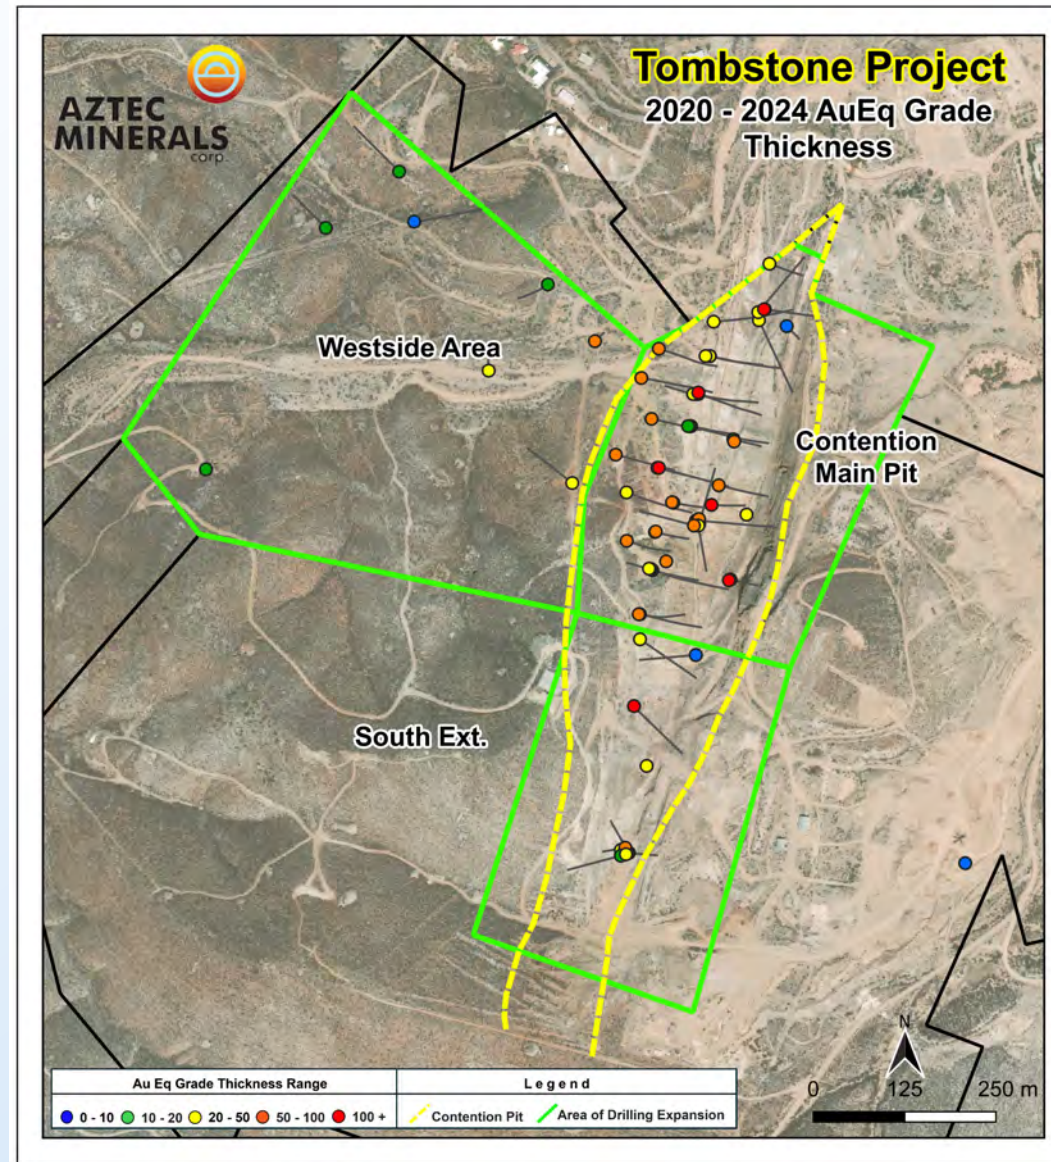 AZTEC
MINERALS
corp.
Tombstone Project
2020 - 2024 AuEq Grade
Thickness
Westside Area
Contention
Main Pit
South Ext.
N
0 125 250 m
Au Eq Grade Thickness Range
0 - 10 10 - 20 20 - 50 50 - 100 100 +
Legend
Contention Pit Area of Drilling Expansion